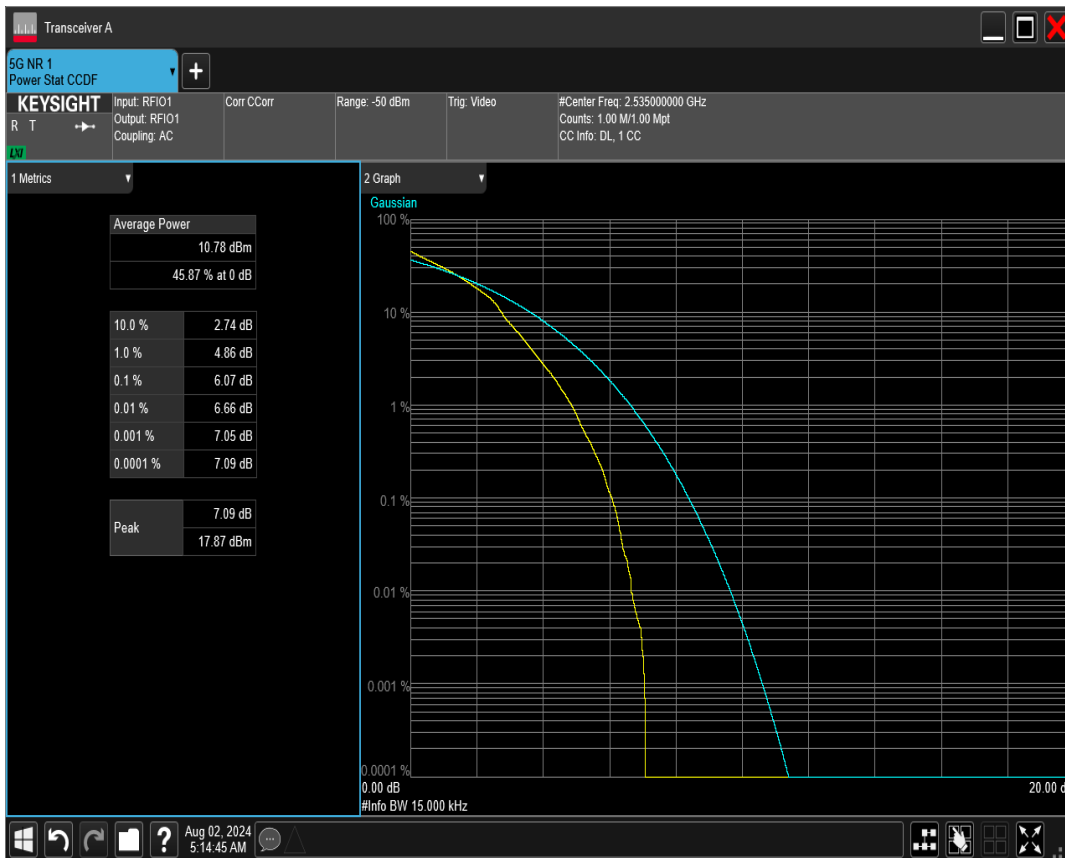 Transceiver A
5G NR 1
Power Stat CCDF
+
KEYSIGHT
R T
LXI
Input: RFIO1
Output: RFIO1
Coupling: AC
Corr CCorr
Range: -50 dBm
Trig: Video
#Center Freq: 2.535000000 GHz
Counts: 1.00 M/1.00 Mpt
CC Info: DL, 1 CC
1 Metrics
Average Power
10.78 dBm
45.87 % at 0 dB
10.0 % 2.74 dB
1.0 % 4.86 dB
0.1 % 6.07 dB
0.01 % 6.66 dB
0.001 % 7.05 dB
0.0001 % 7.09 dB
Peak 7.09 dB
17.87 dBm
2 Graph
Gaussian
100 %
10 %
1 %
0.1 %
0.01 %
0.001 %
0.0001 %
0.00 dB 20.00 d
#Info BW 15.000 kHz
?
Aug 02, 2024
5:14:45 AM